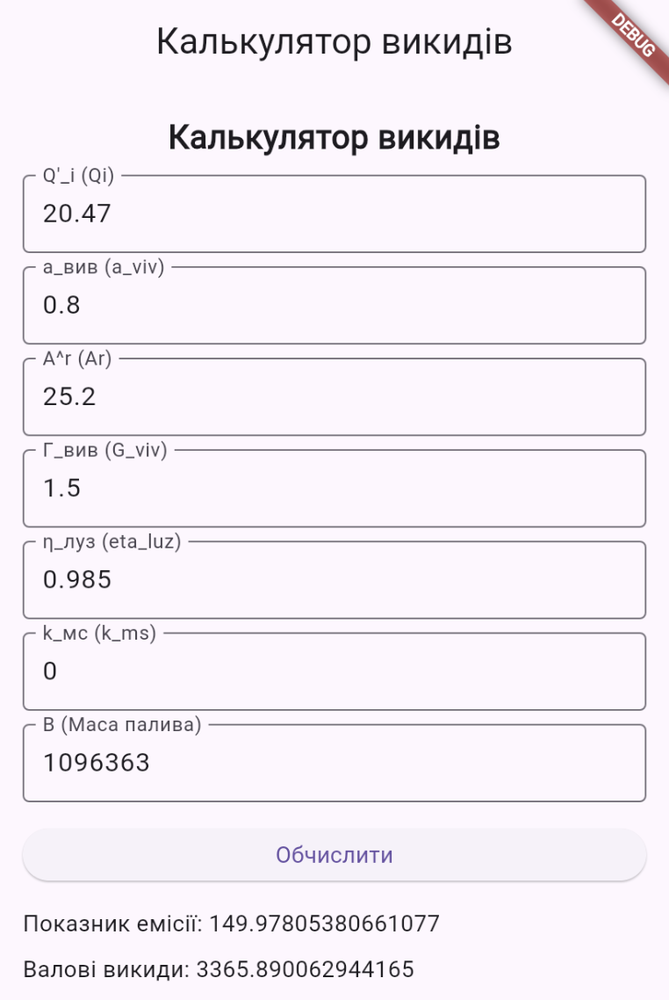 Калькулятор викидів
DEBUG
Калькулятор викидів
Q'_i (Qi)
20.47
a_вив (a_viv)
0.8
A^r (Ar)
25.2
Г_вив (G_viv)
1.5
η_луз (eta_luz)
0.985
k_мс (k_ms)
0
B (Маса палива)
1096363
Обчислити
Показник емісії: 149.97805380661077
Валові викиди: 3365.890062944165